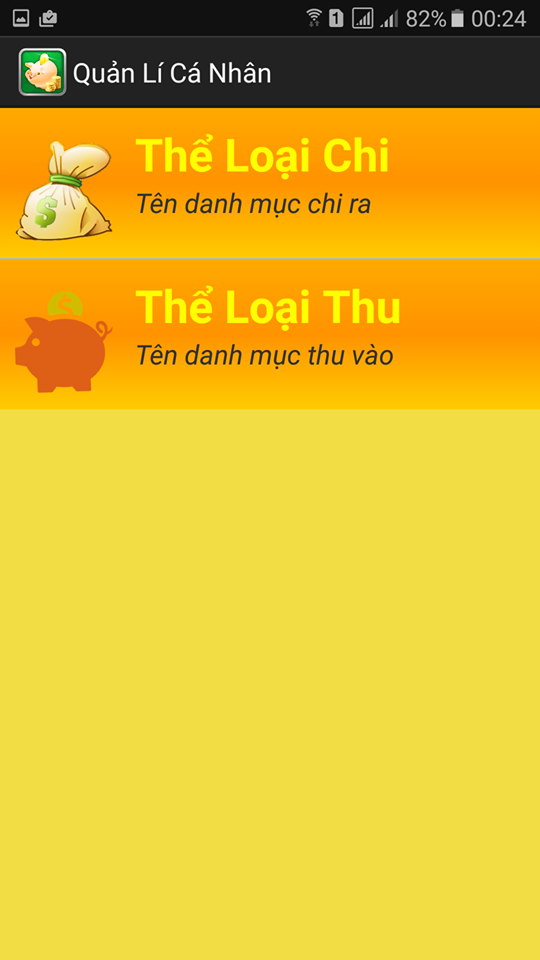 1 82% 00:24
Quản Lí Cá Nhân
Thể Loại Chi
Tên danh mục chi ra
$
Thể Loại Thu
Tên danh mục thu vào